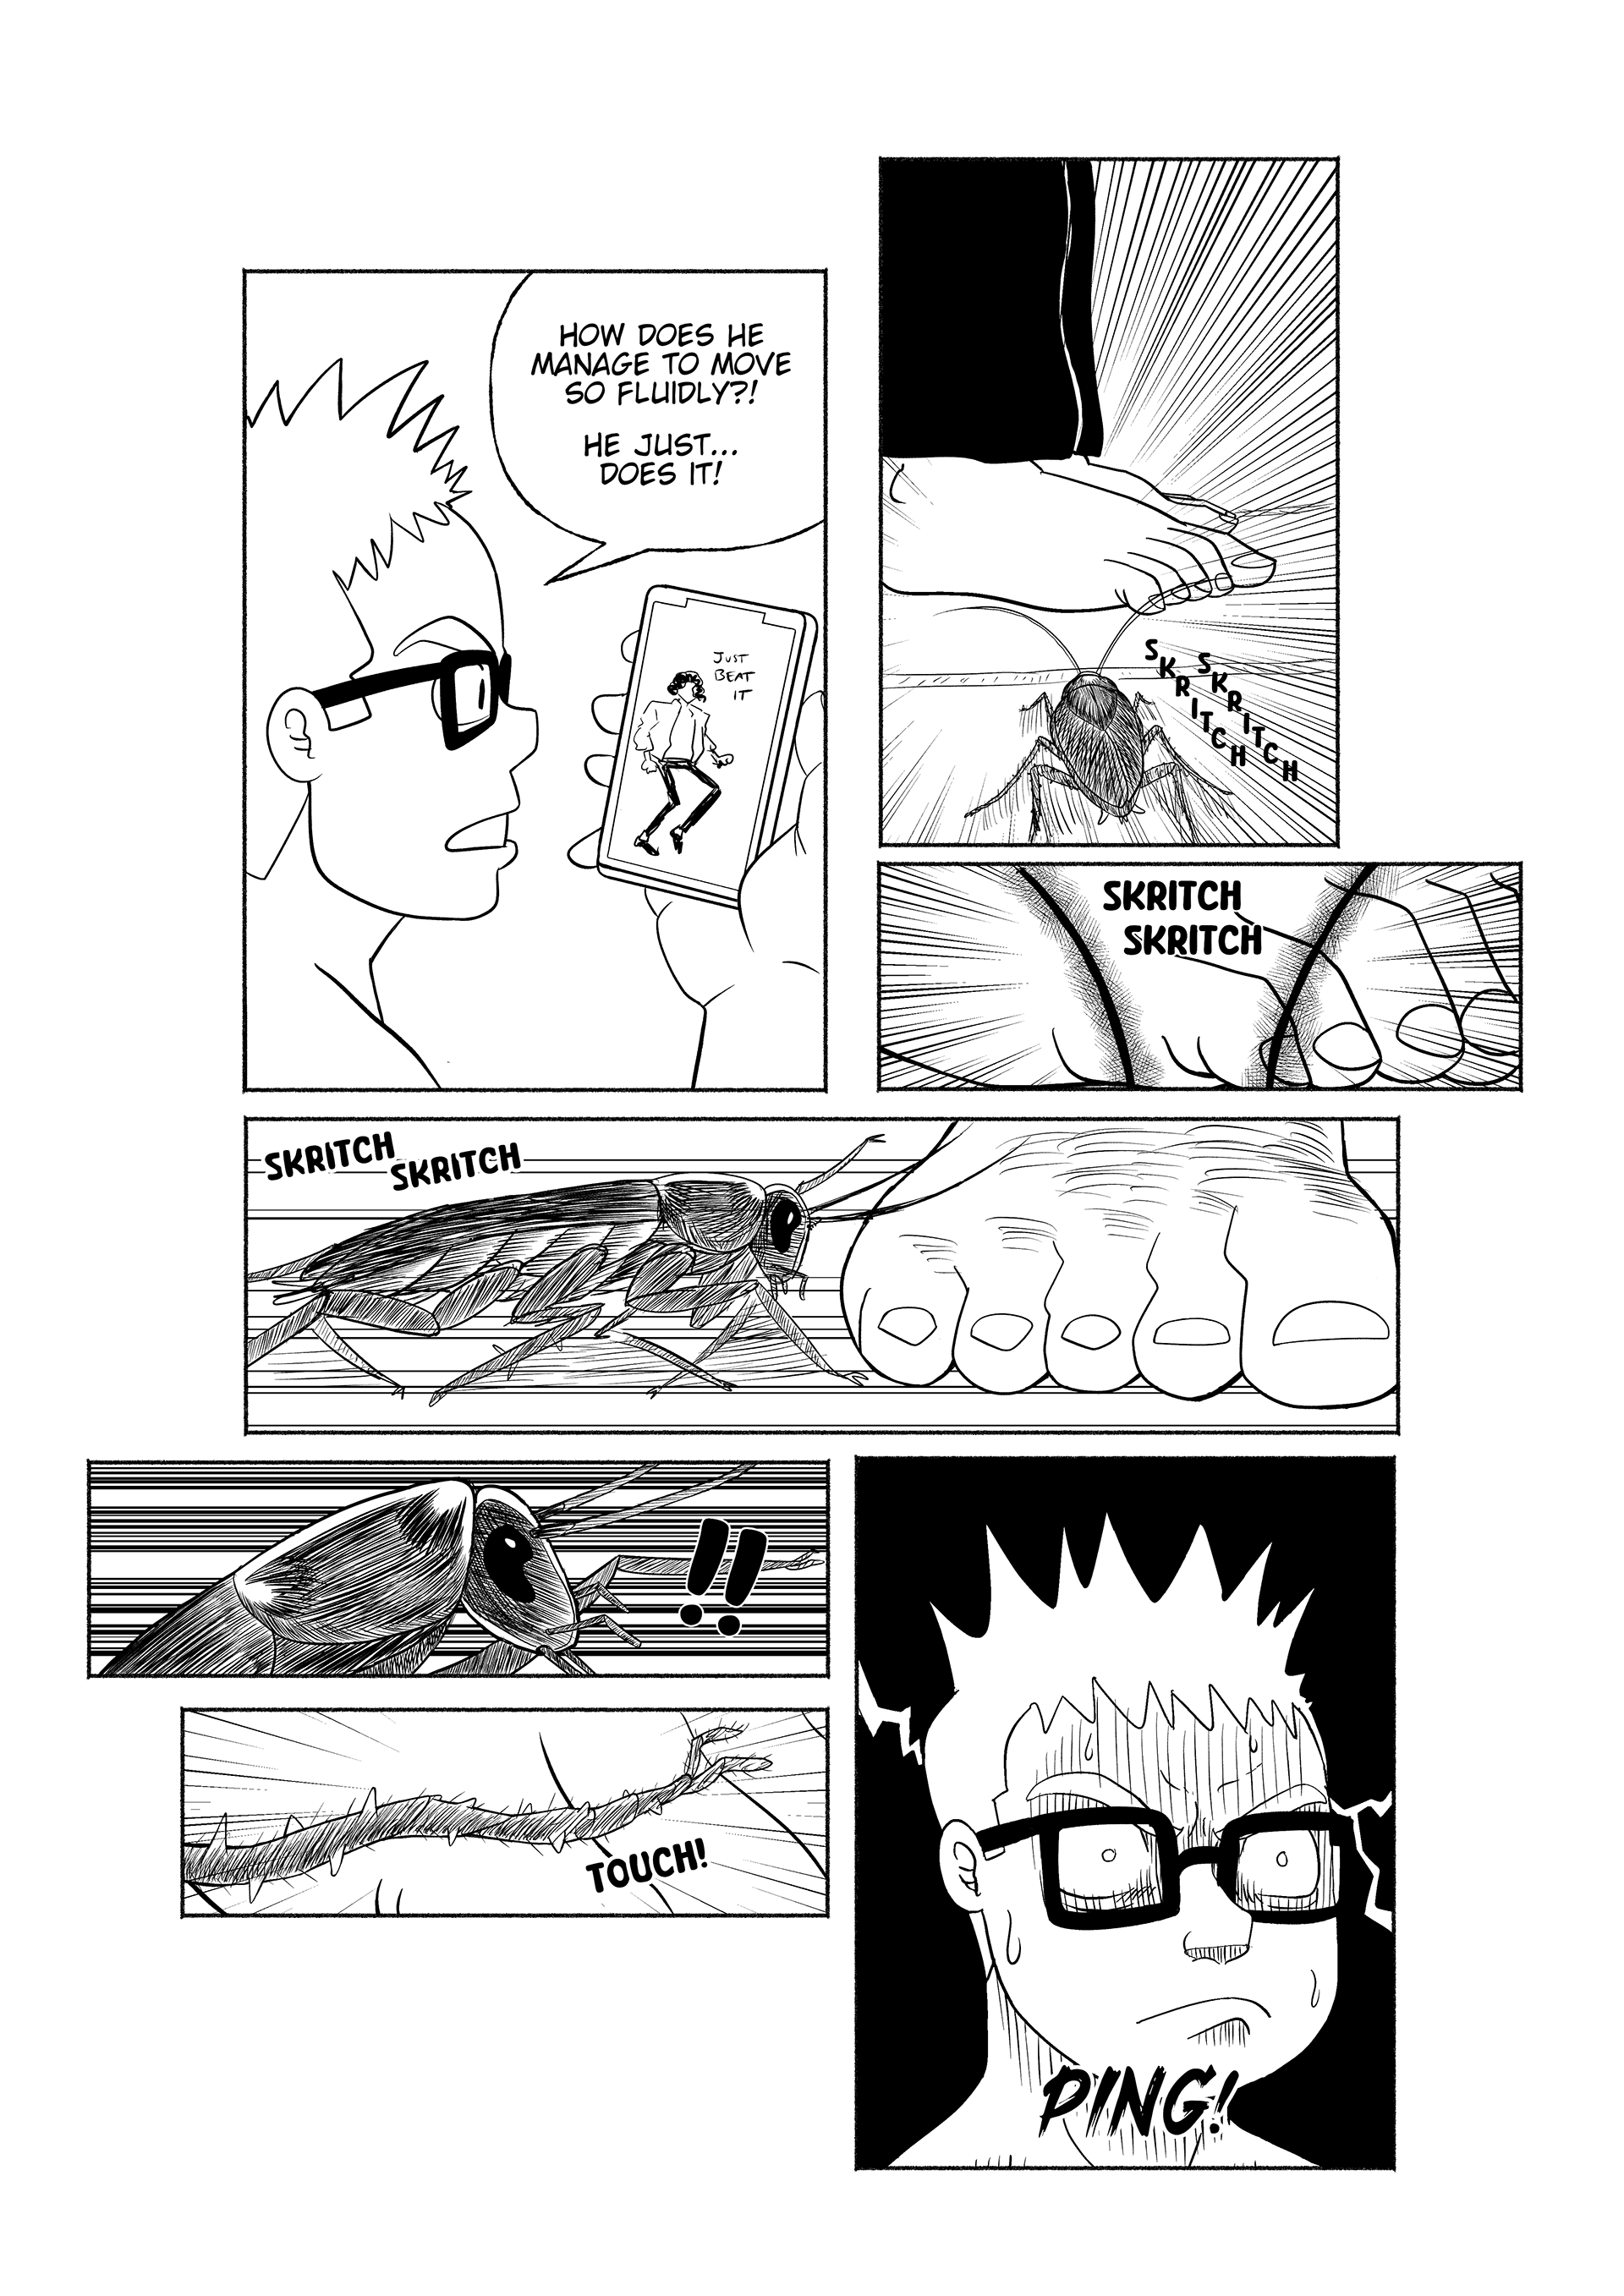 HOW DOES HE
MANAGE TO MOVE
SO FLUIDLY?!
HE JUST...
DOES IT!
JUST
BEAT
IT
SKRITCH
SKRITCH
SKRITCH
SKRITCH
SKRITCH
SKRITCH
!!
TOUCH!
PING!